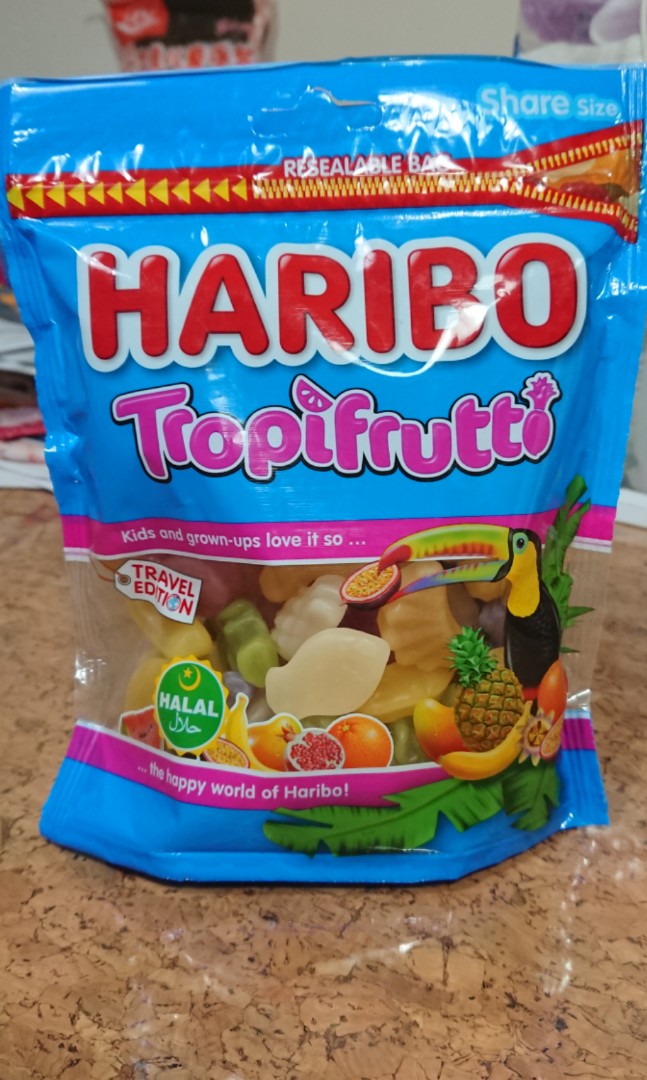 Share Size
RESEALABLE BAG
HARIBO
Tropifrutti
Kids and grown-ups love it so ...
TRAVEL
EDITION
HALAL
حلال
... the happy world of Haribo!